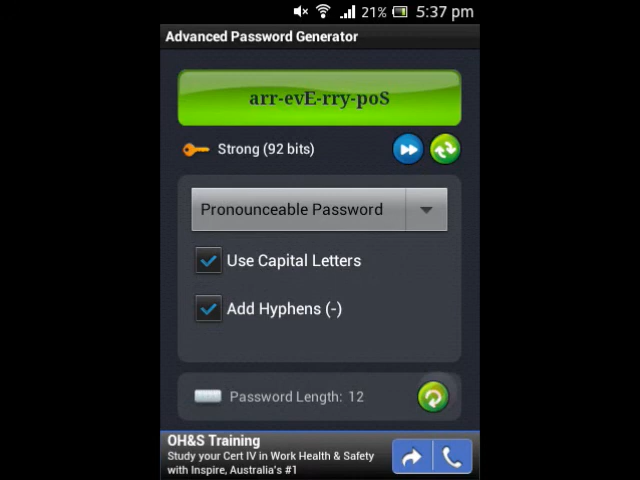 21% 5:37 pm
Advanced Password Generator
arr-evE-rry-poS
Strong (92 bits)
Pronounceable Password
Use Capital Letters
Add Hyphens (-)
Password Length: 12
OH&S Training
Study your Cert IV in Work Health & Safety
with Inspire, Australia's #1